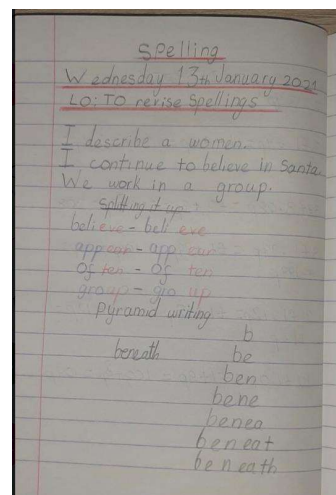 Spelling
Wednesday 13th January 2021
LO: TO revise Spellings
I describe a women.
I continue to believe in Santa.
We work in a group.
Splitting it up
believe - beli eve
appear - app ear
Often - Of ten
group - gro up
Pyramid writing
b
beneath be
ben
bene
benea
beneat
beneath